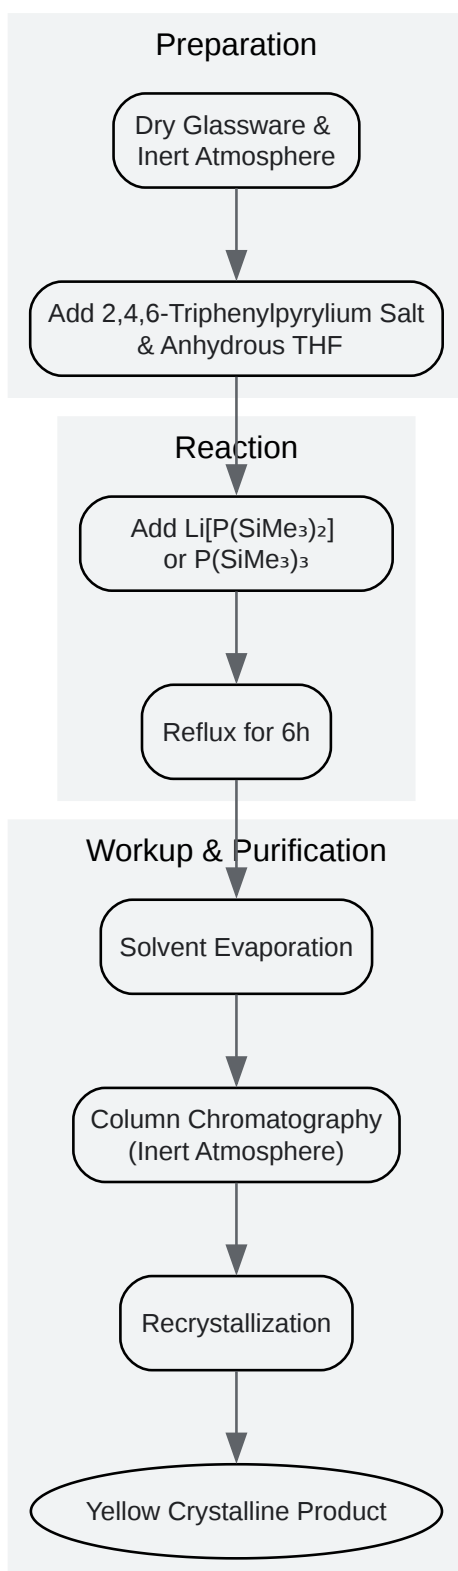 Preparation
Dry Glassware &
Inert Atmosphere
Add 2,4,6-Triphenylpyrylium Salt
& Anhydrous THF
Reaction
Add Li[P(SiMe₃)₂]
or P(SiMe₃)₃
Reflux for 6h
Workup & Purification
Solvent Evaporation
Column Chromatography
(Inert Atmosphere)
Recrystallization
Yellow Crystalline Product